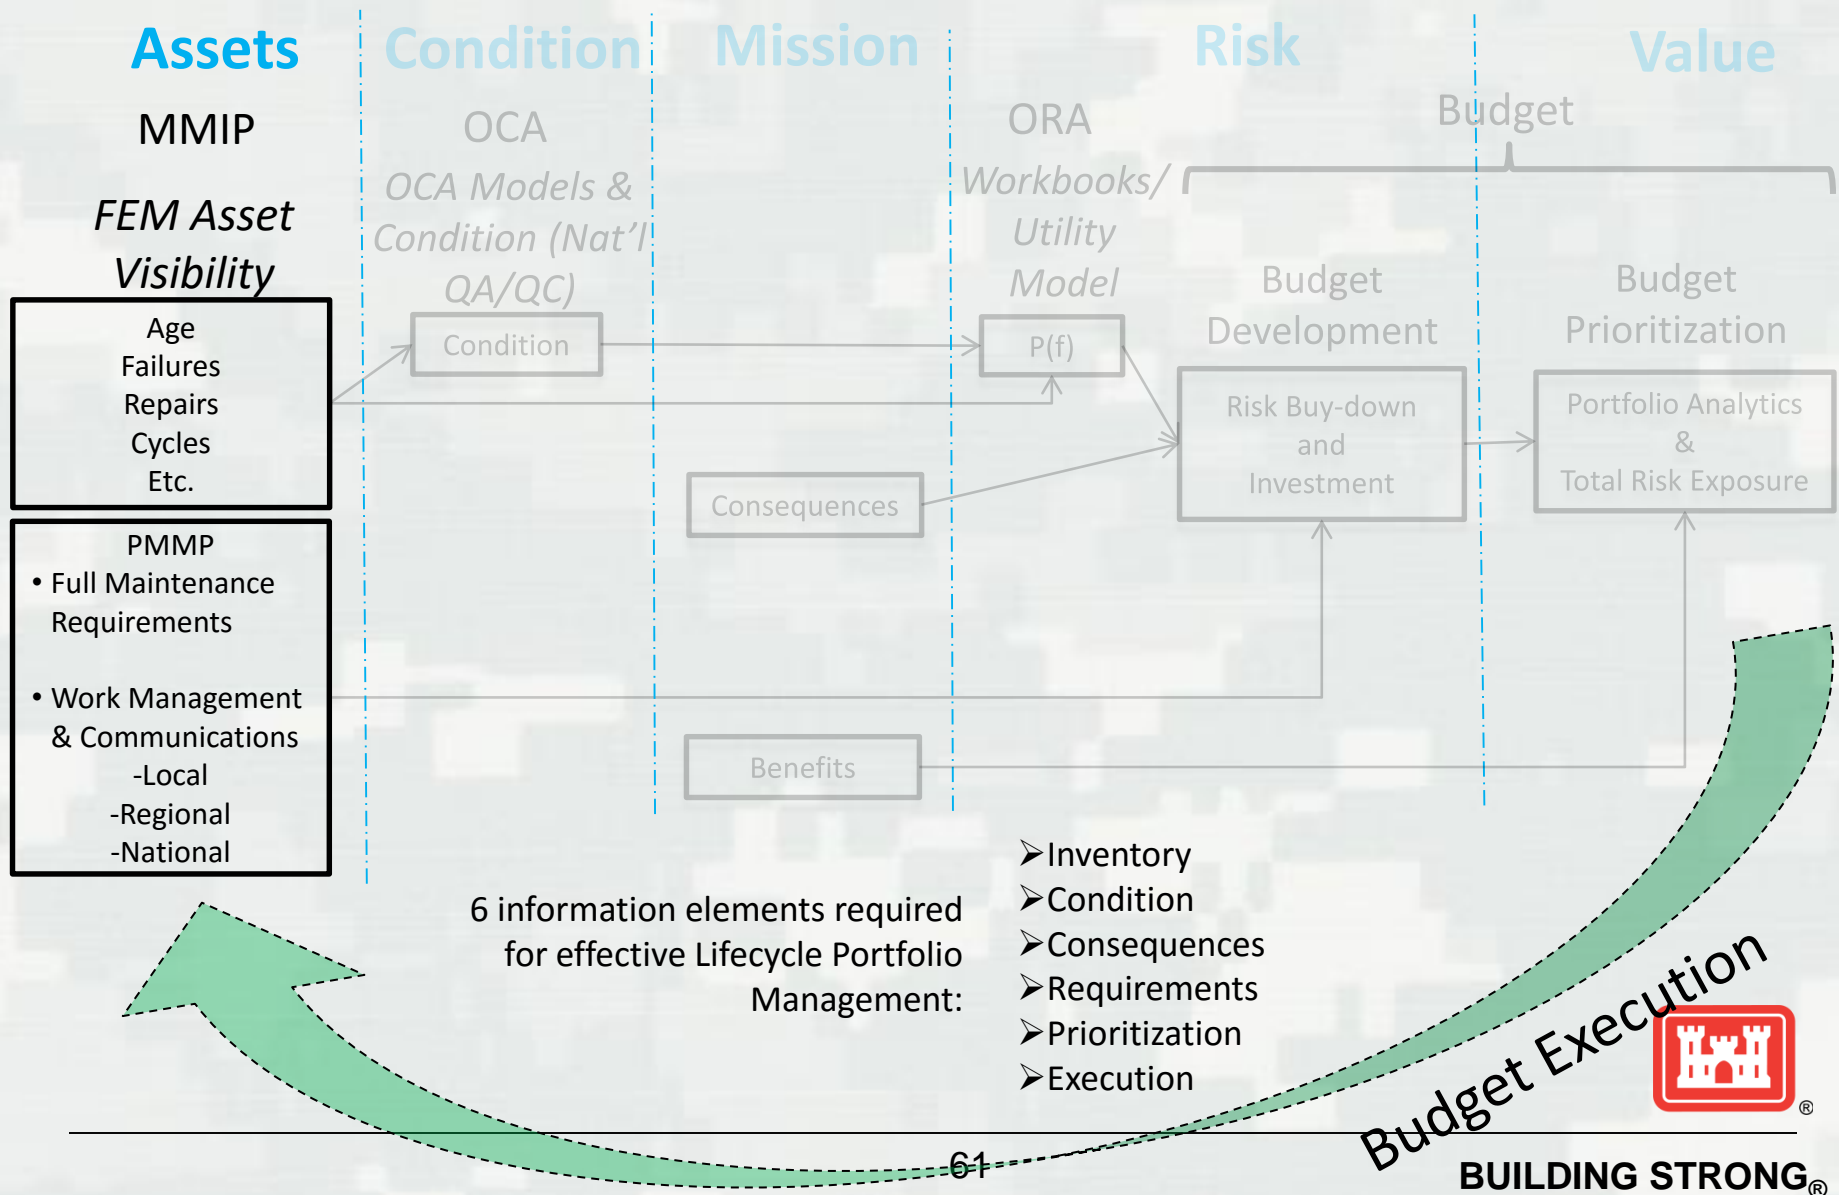 Assets
Condition
Mission
Risk
Value
MMIP
FEM Asset
Visibility
Age
Failures
Repairs
Cycles
Etc.
PMMP
• Full Maintenance
Requirements
• Work Management
& Communications
-Local
-Regional
-National
OCA
OCA Models &
Condition (Nat'l
QA/QC)
Condition
Consequences
Benefits
ORA
Workbooks/
Utility
Model
P(f)
Budget
Budget
Development
Risk Buy-down
and
Investment
Budget
Prioritization
Portfolio Analytics
&
Total Risk Exposure
6 information elements required
for effective Lifecycle Portfolio
Management:
➢Inventory
➢Condition
➢Consequences
➢Requirements
➢Prioritization
➢Execution
Budget Execution
®
61
BUILDING STRONG®